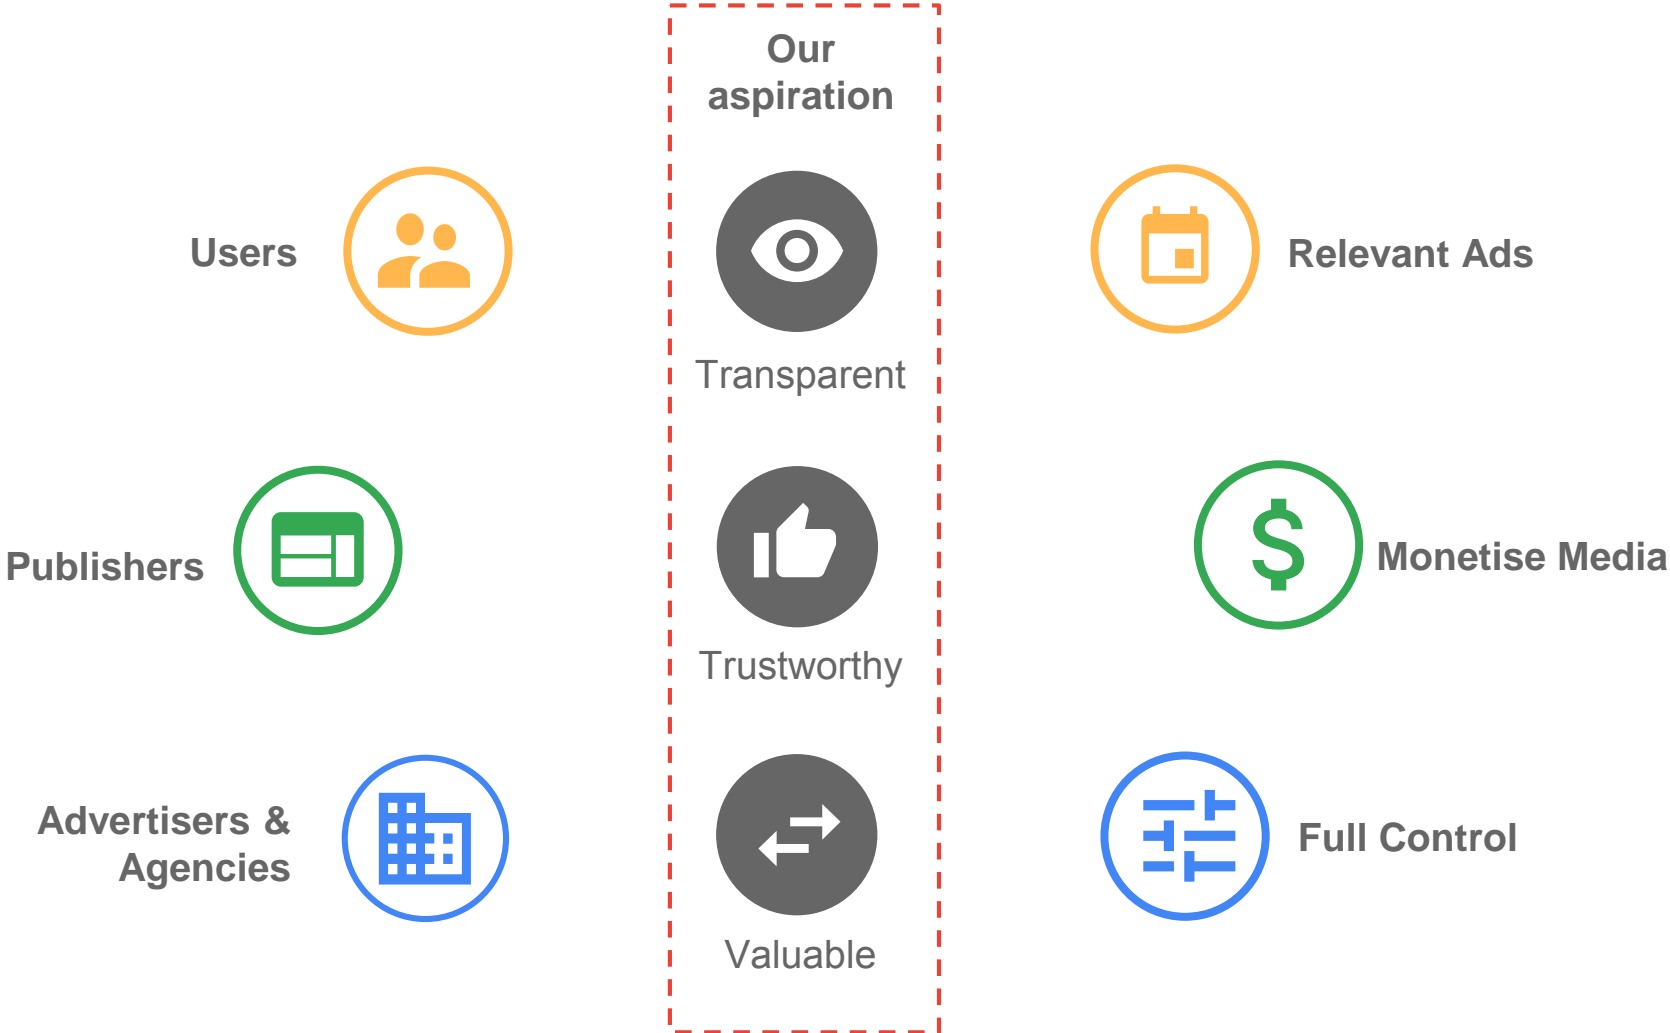 Our
aspiration
Users
Transparent
Relevant Ads
Publishers
Trustworthy
Monetise Media
Advertisers &
Agencies
Valuable
Full Control